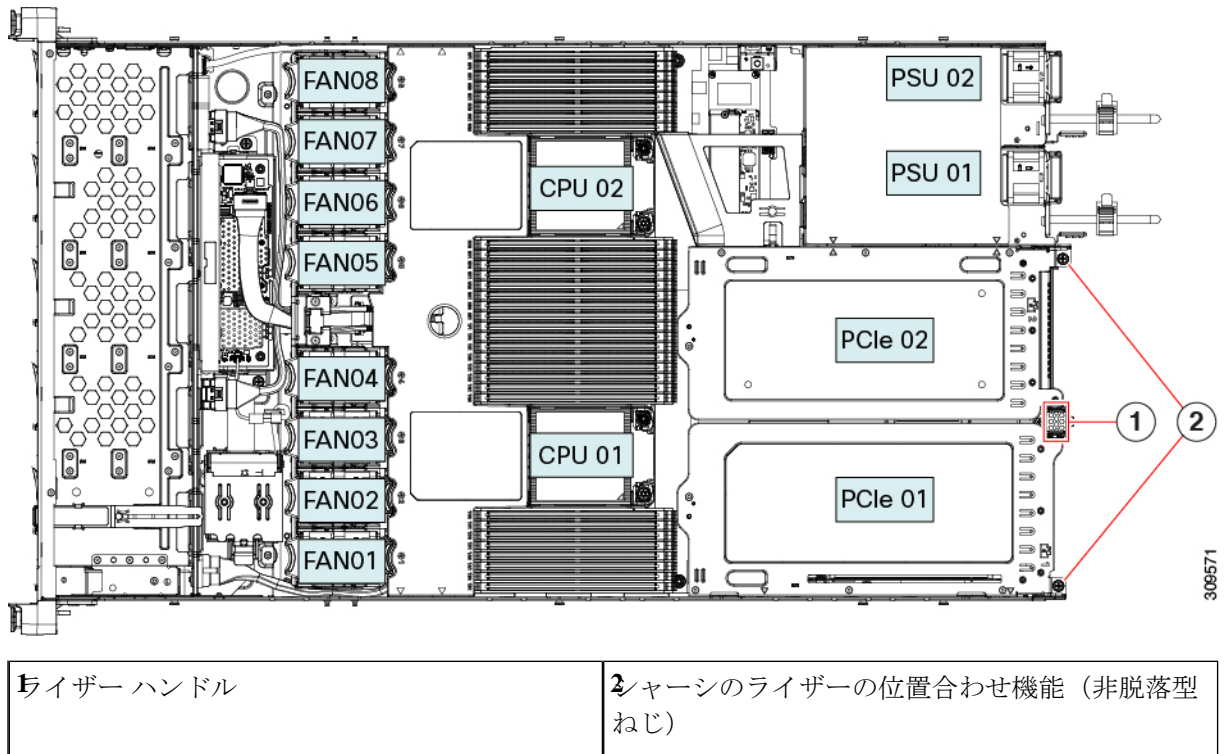 FAN08
PSU 02
FAN07
PSU 01
CPU 02
FAN06
FAN05
PCIe 02
FAN04
1
2
FAN03
CPU 01
PCIe 01
FAN02
FAN01
309571
1 ライザー ハンドル
2 シャーシのライザーの位置合わせ機能（非脱落型
ねじ）